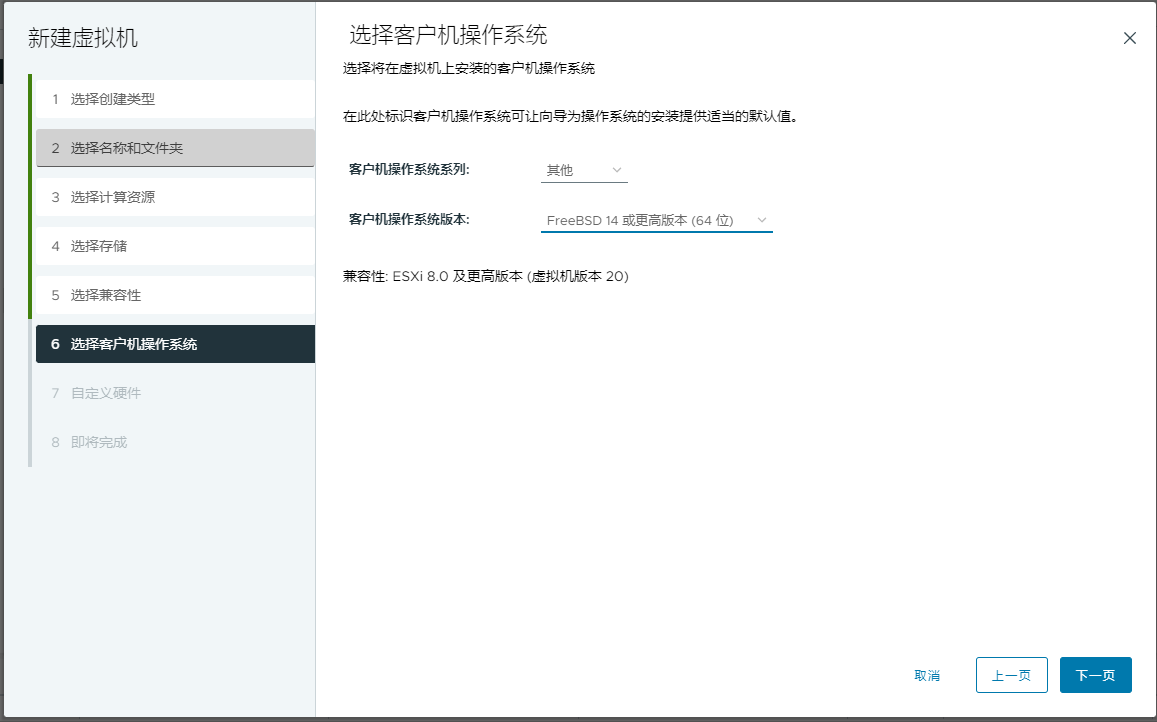 新建虚拟机
1 选择创建类型
2 选择名称和文件夹
3 选择计算资源
4 选择存储
5 选择兼容性
6 选择客户机操作系统
7 自定义硬件
8 即将完成
选择客户机操作系统
选择将在虚拟机上安装的客户机操作系统
在此处标识客户机操作系统可让向导为操作系统的安装提供适当的默认值。
客户机操作系统系列: 其他
客户机操作系统版本: FreeBSD 14 或更高版本 (64 位)
兼容性: ESXi 8.0 及更高版本 (虚拟机版本 20)
取消 上一页 下一页